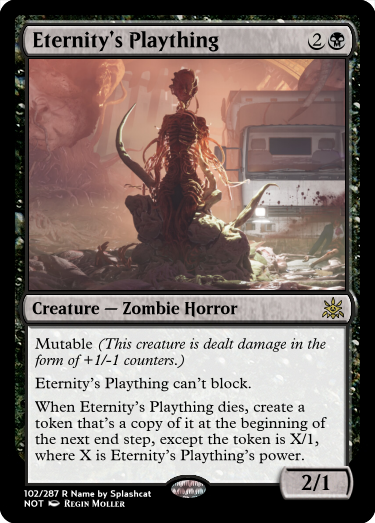 Eternity's Plaything 2
Creature — Zombie Horror
Mutable (This creature is dealt damage in the
form of +1/-1 counters.)
Eternity's Plaything can't block.
When Eternity's Plaything dies, create a
token that's a copy of it at the beginning of
the next end step, except the token is X/1,
where X is Eternity's Plaything's power.
2/1
102/287 R Name by Splashcat
NOT Regin Moller